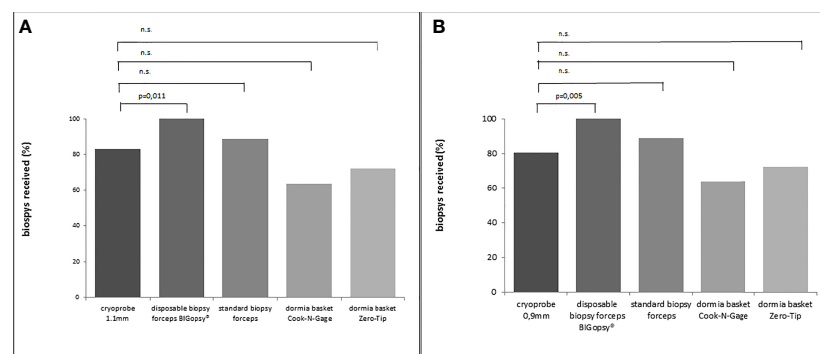 A
n.s.
n.s.
n.s.
p=0,011
biospys received (%)
100
80
60
40
20
0
cryoprobe
1.1mm
disposable biopsy
forceps BIGopsy®
standard biopsy
forceps
dormia basket
Cook-N-Gage
dormia basket
Zero-Tip
B
n.s.
n.s.
n.s.
p=0,005
biopsys received(%)
100
80
60
40
20
0
cryoprobe
0,9mm
disposable
biopsy forceps
BIGopsy®
standard biopsy
forceps
dormia basket
Cook-N-Gage
dormia basket
Zero-Tip